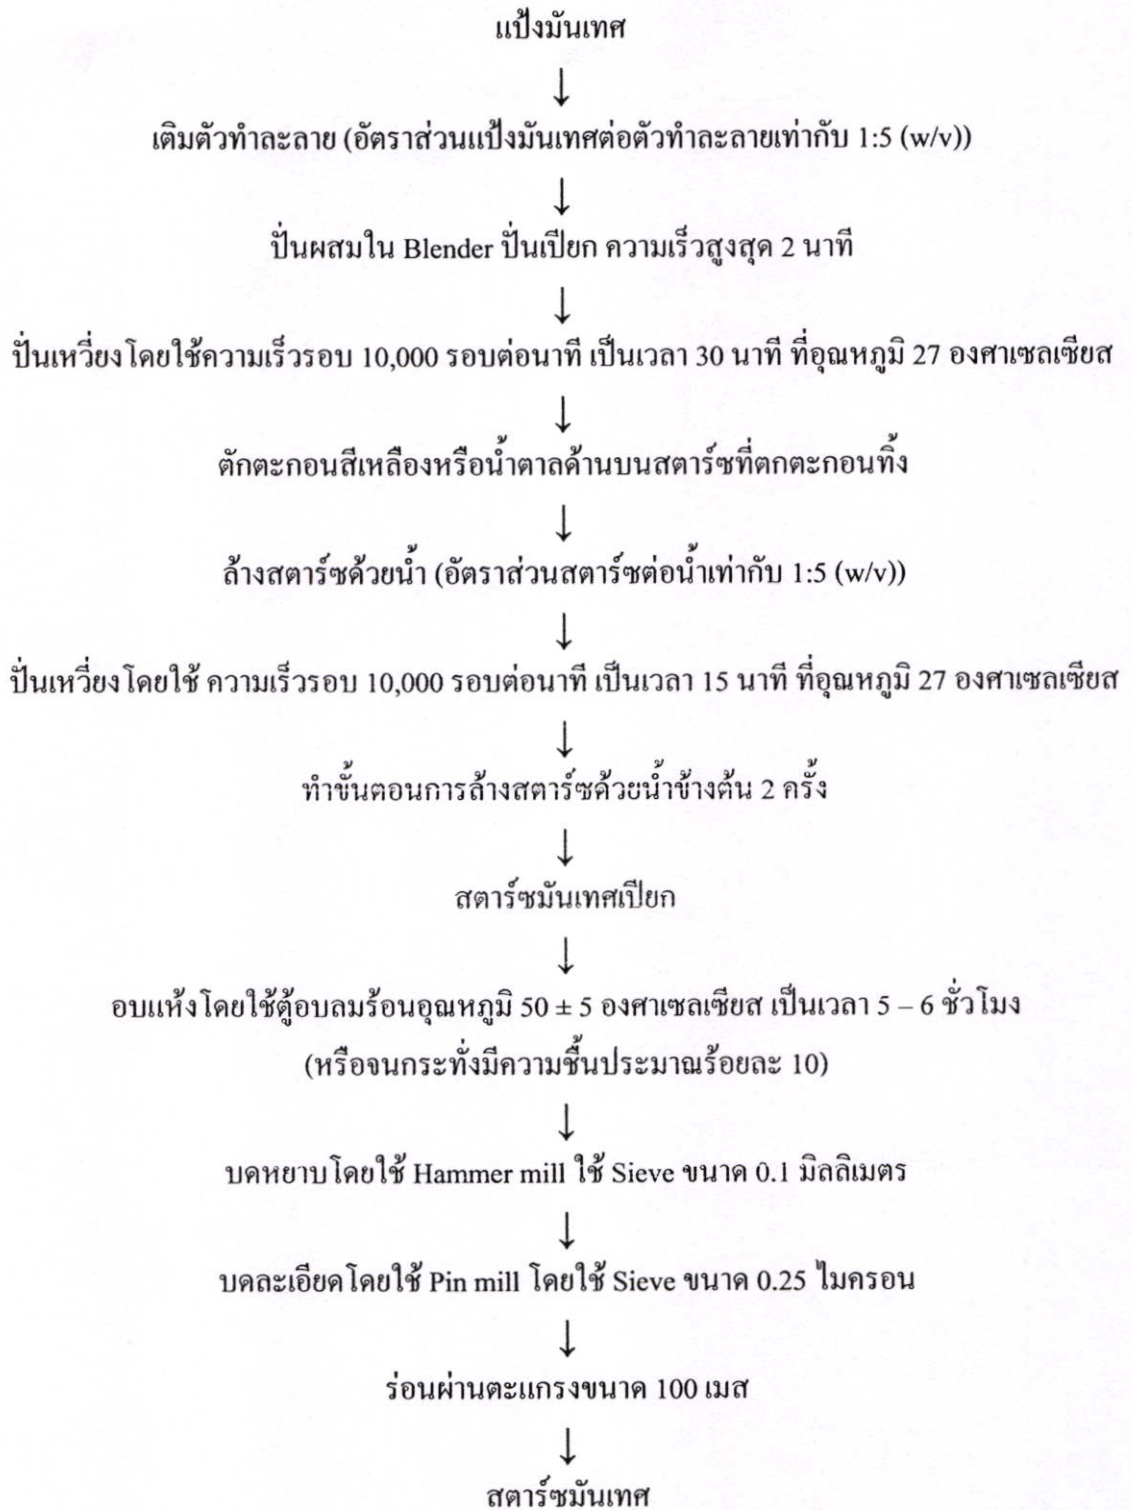 แป้งมันเทศ
↓
เติมตัวทำละลาย (อัตราส่วนแป้งมันเทศต่อตัวทำละลายเท่ากับ 1:5 (w/v))
↓
ปั่นผสมใน Blender ปั่นเปียก ความเร็วสูงสุด 2 นาที
↓
ปั่นเหวี่ยงโดยใช้ความเร็วรอบ 10,000 รอบต่อนาที เป็นเวลา 30 นาที ที่อุณหภูมิ 27 องศาเซลเซียส
↓
ตักตะกอนสีเหลืองหรือน้ำตาลด้านบนสตาร์ชที่ตกตะกอนทิ้ง
↓
ล้างสตาร์ชด้วยน้ำ (อัตราส่วนสตาร์ชต่อน้ำเท่ากับ 1:5 (w/v))
↓
ปั่นเหวี่ยงโดยใช้ ความเร็วรอบ 10,000 รอบต่อนาที เป็นเวลา 15 นาที ที่อุณหภูมิ 27 องศาเซลเซียส
↓
ทำขั้นตอนการล้างสตาร์ชด้วยน้ำข้างต้น 2 ครั้ง
↓
สตาร์ชมันเทศเปียก
↓
อบแห้งโดยใช้ตู้อบลมร้อนอุณหภูมิ 50 ± 5 องศาเซลเซียส เป็นเวลา 5 – 6 ชั่วโมง
(หรือจนกระทั่งมีความชื้นประมาณร้อยละ 10)
↓
บดหยาบโดยใช้ Hammer mill ใช้ Sieve ขนาด 0.1 มิลลิเมตร
↓
บดละเอียดโดยใช้ Pin mill โดยใช้ Sieve ขนาด 0.25 ไมครอน
↓
ร่อนผ่านตะแกรงขนาด 100 เมส
↓
สตาร์ชมันเทศ